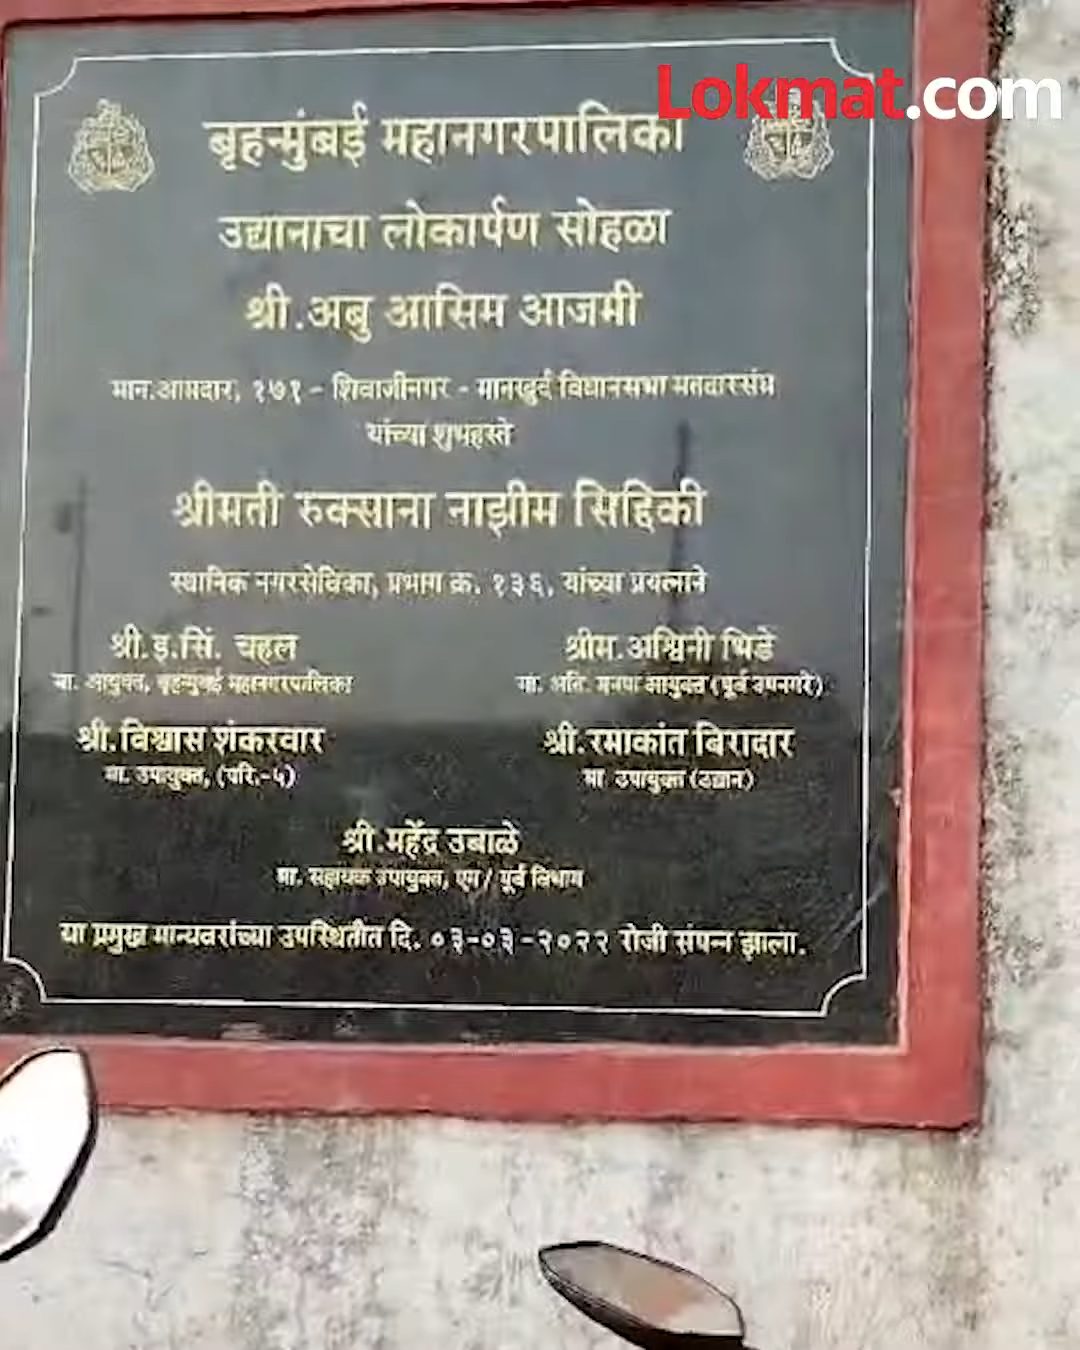 Lokmat.com
बृहन्मुंबई महानगरपालिका
उद्यानाचा लोकार्पण सोहळा
श्री.अबु आसिम आजमी
मान.आमदार, १७१ - शिवाजीनगर - मानखुर्द विधानसभा मतदारसंघ
यांच्या शुभहस्ते
श्रीमती रुक्साना नाझीम सिद्दिकी
स्थानिक नगरसेविका, प्रभाग क्र. १३६, यांच्या प्रयत्नाने
श्री.इ.सिं. चहल
मा. आयुक्त, बृहन्मुंबई महानगरपालिका
श्रीम.अश्विनी भिडे
मा. अति. मनपा आयुक्त (पूर्व उपनगरे)
श्री.विश्वास शंकरवार
मा. उपायुक्त, (परि.-५)
श्री.रमाकांत बिरादार
मा उपायुक्त (उद्यान)
श्री.महेंद्र उबाळे
मा. सहायक उपायुक्त, एम / पूर्व विभाग
या प्रमुख मान्यवरांच्या उपस्थितीत दि. ०३-०३-२०२२ रोजी संपन्न झाला.